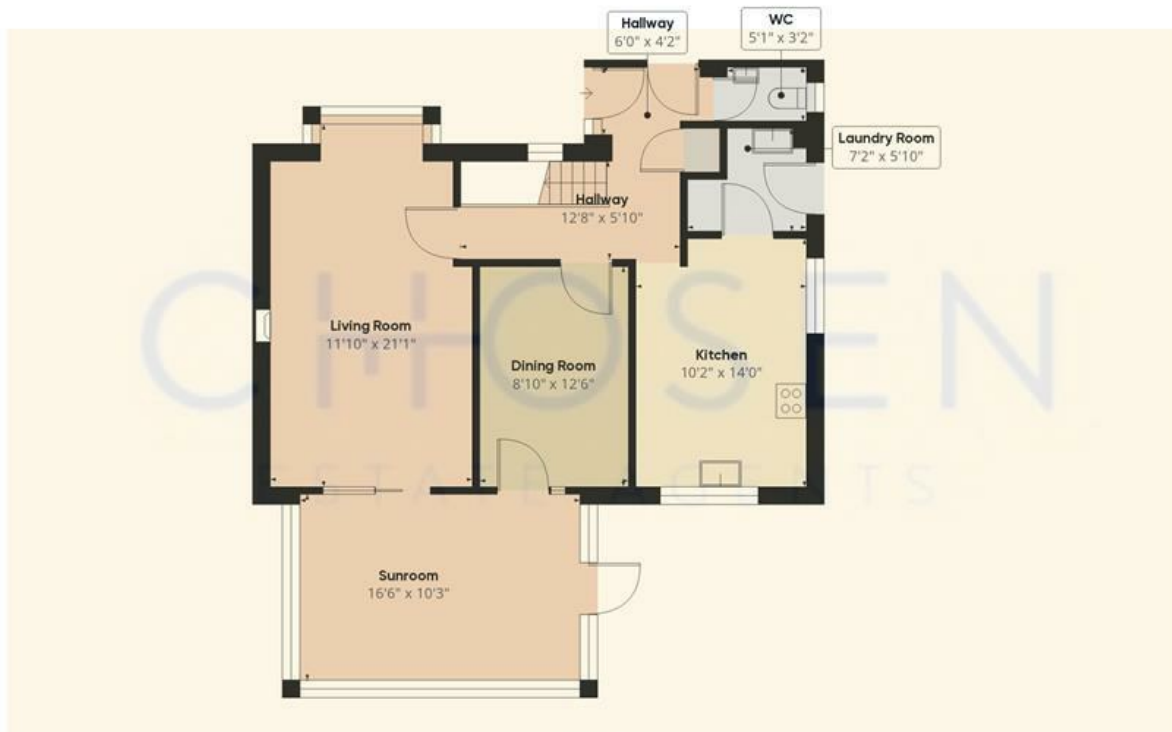 Hallway
6'0" x 4'2"
WC
5'1" x 3'2"
Laundry Room
7'2" x 5'10"
Hallway
12'8" x 5'10"
Living Room
11'10" x 21'1"
Dining Room
8'10" x 12'6"
Kitchen
10'2" x 14'0"
CHOSEN
ESTATE AGENTS
Sunroom
16'6" x 10'3"